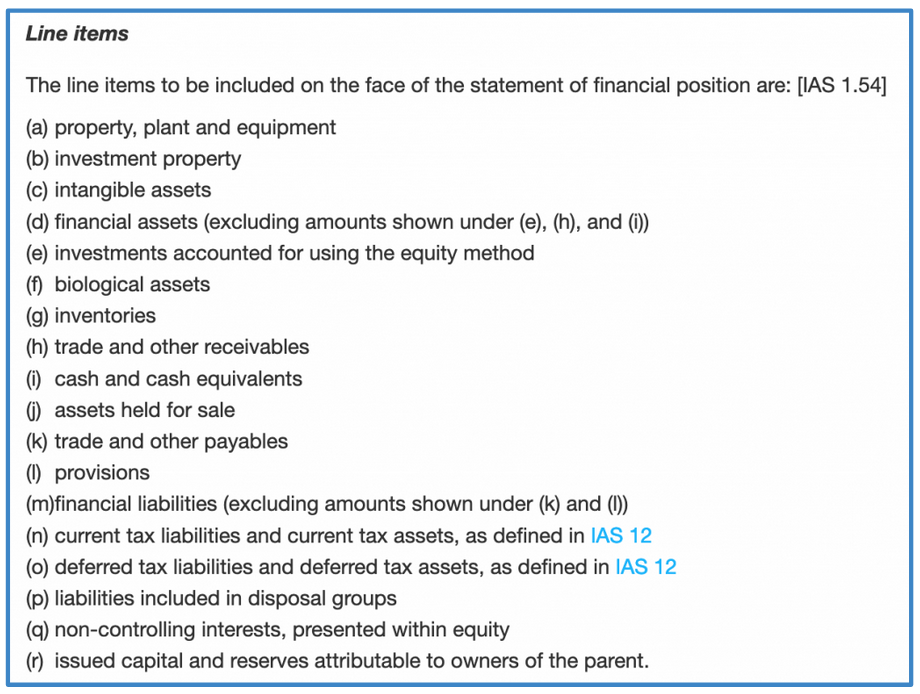 Line items
The line items to be included on the face of the statement of financial position are: [IAS 1.54]
(a) property, plant and equipment
(b) investment property
(c) intangible assets
(d) financial assets (excluding amounts shown under (e), (h), and (i))
(e) investments accounted for using the equity method
(f) biological assets
(g) inventories
(h) trade and other receivables
(i) cash and cash equivalents
(j) assets held for sale
(k) trade and other payables
(l) provisions
(m)financial liabilities (excluding amounts shown under (k) and (l))
(n) current tax liabilities and current tax assets, as defined in IAS 12
(o) deferred tax liabilities and deferred tax assets, as defined in IAS 12
(p) liabilities included in disposal groups
(q) non-controlling interests, presented within equity
(r) issued capital and reserves attributable to owners of the parent.